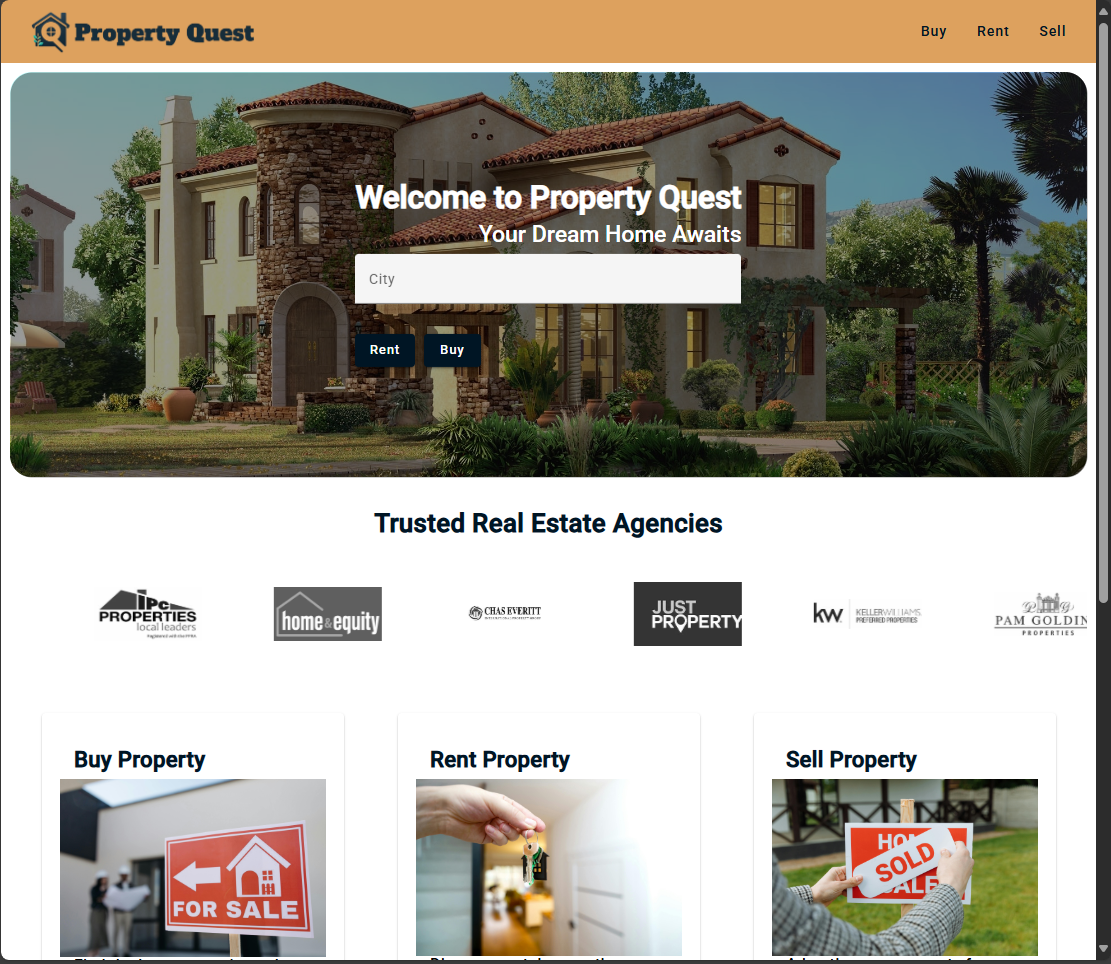 Property Quest
Buy Rent Sell
Welcome to Property Quest
Your Dream Home Awaits
City
Rent Buy
Trusted Real Estate Agencies
IPC
PROPERTIES
local leaders
home&equity
CHAS EVERITT
JUST
PROPERTY
kw KELLERWILLIAMS.
PREFERRED PROPERTIES
PAM GOLDIN
PROPERTIES
Buy Property
Rent Property
Sell Property
FOR SALE
HO
SOLD
SALE